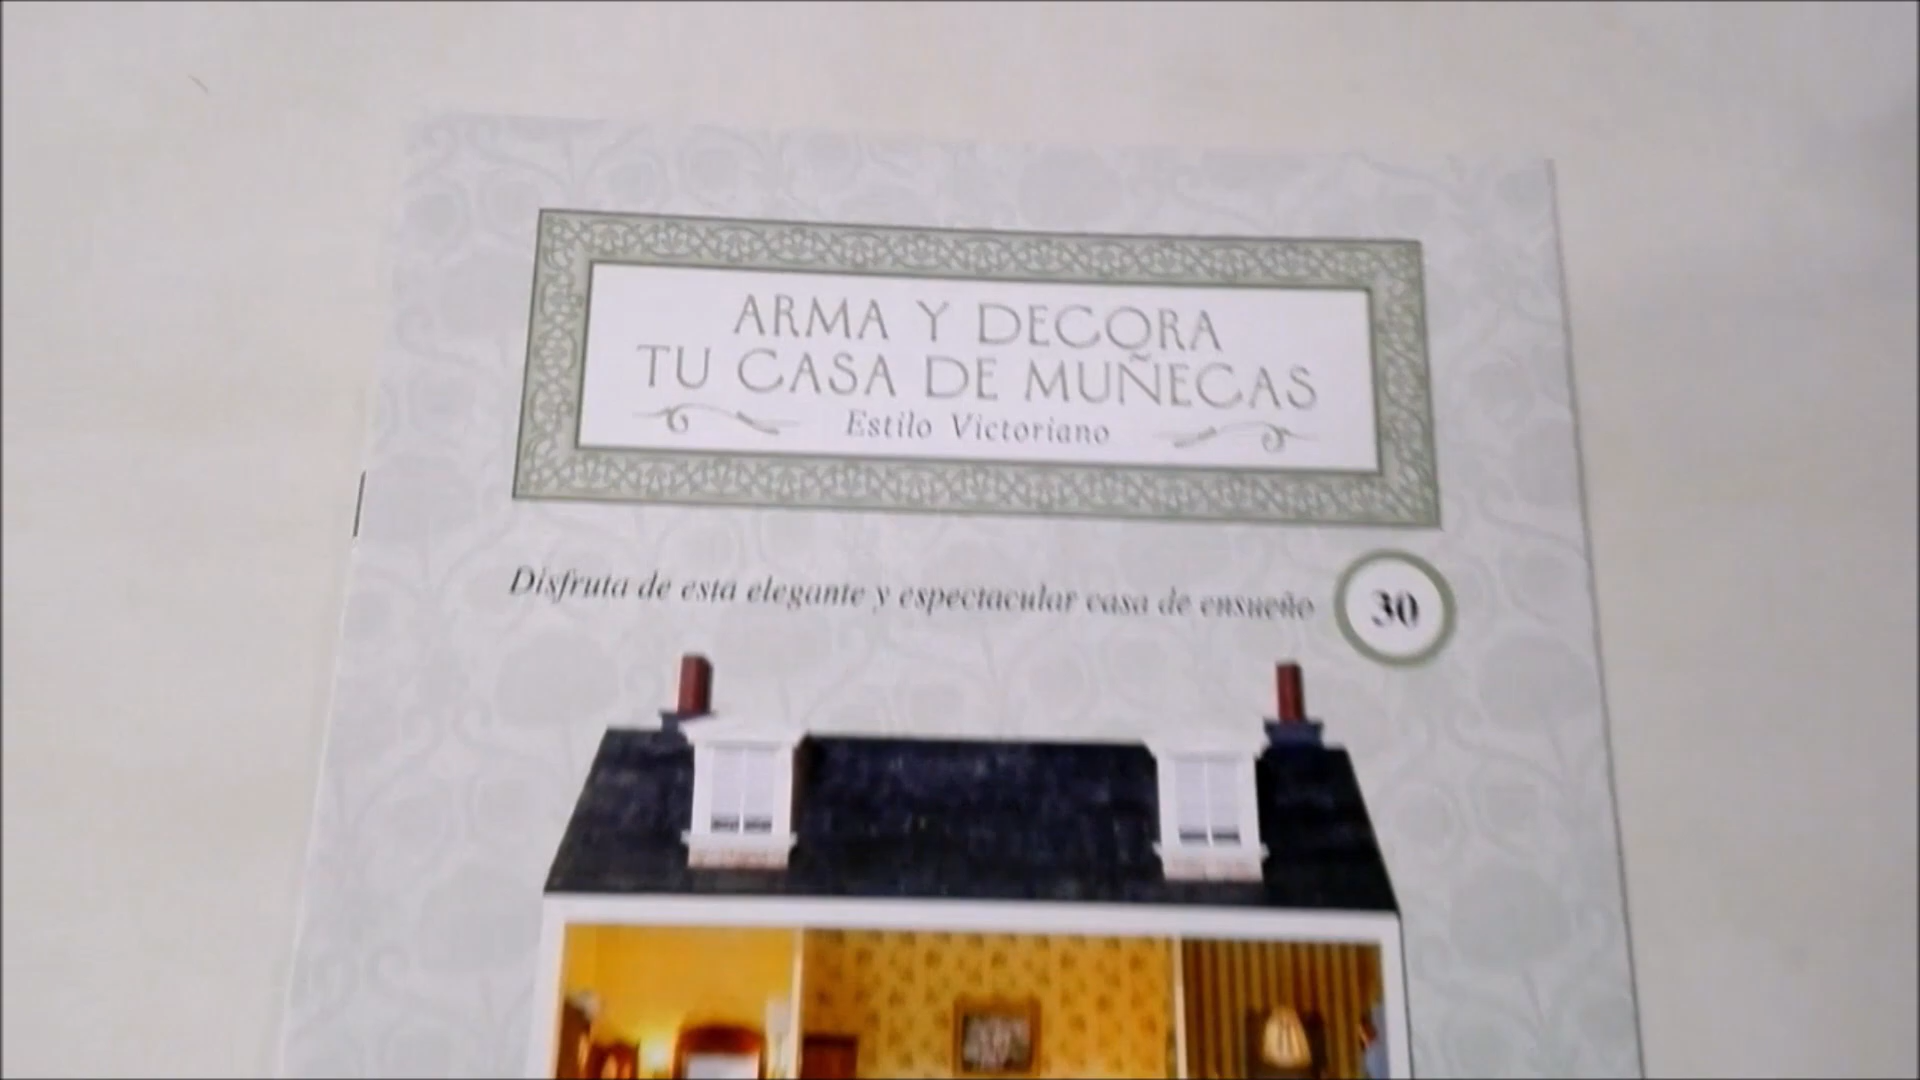 ARMA Y DECORA
TU CASA DE MUÑECAS
Estilo Victoriano
Disfruta de esta elegante y espectacular casa de ensueño
30